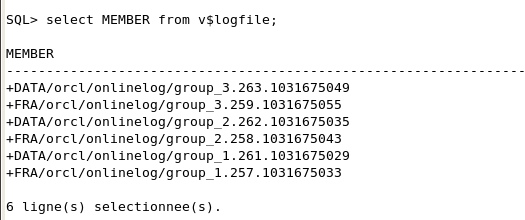 SQL> select MEMBER from v$logfile;
MEMBER
--------------------------------------------------------------------------------
+DATA/orcl/onlinelog/group_3.263.1031675049
+FRA/orcl/onlinelog/group_3.259.1031675055
+DATA/orcl/onlinelog/group_2.262.1031675035
+FRA/orcl/onlinelog/group_2.258.1031675043
+DATA/orcl/onlinelog/group_1.261.1031675029
+FRA/orcl/onlinelog/group_1.257.1031675033
6 ligne(s) selectionnee(s).